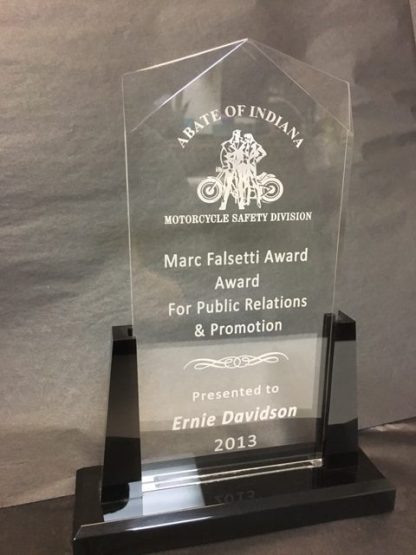 ABATE OF INDIANA
MOTORCYCLE SAFETY DIVISION
Marc Falsetti Award
Award
For Public Relations
& Promotion
Presented to
Ernie Davidson
2013